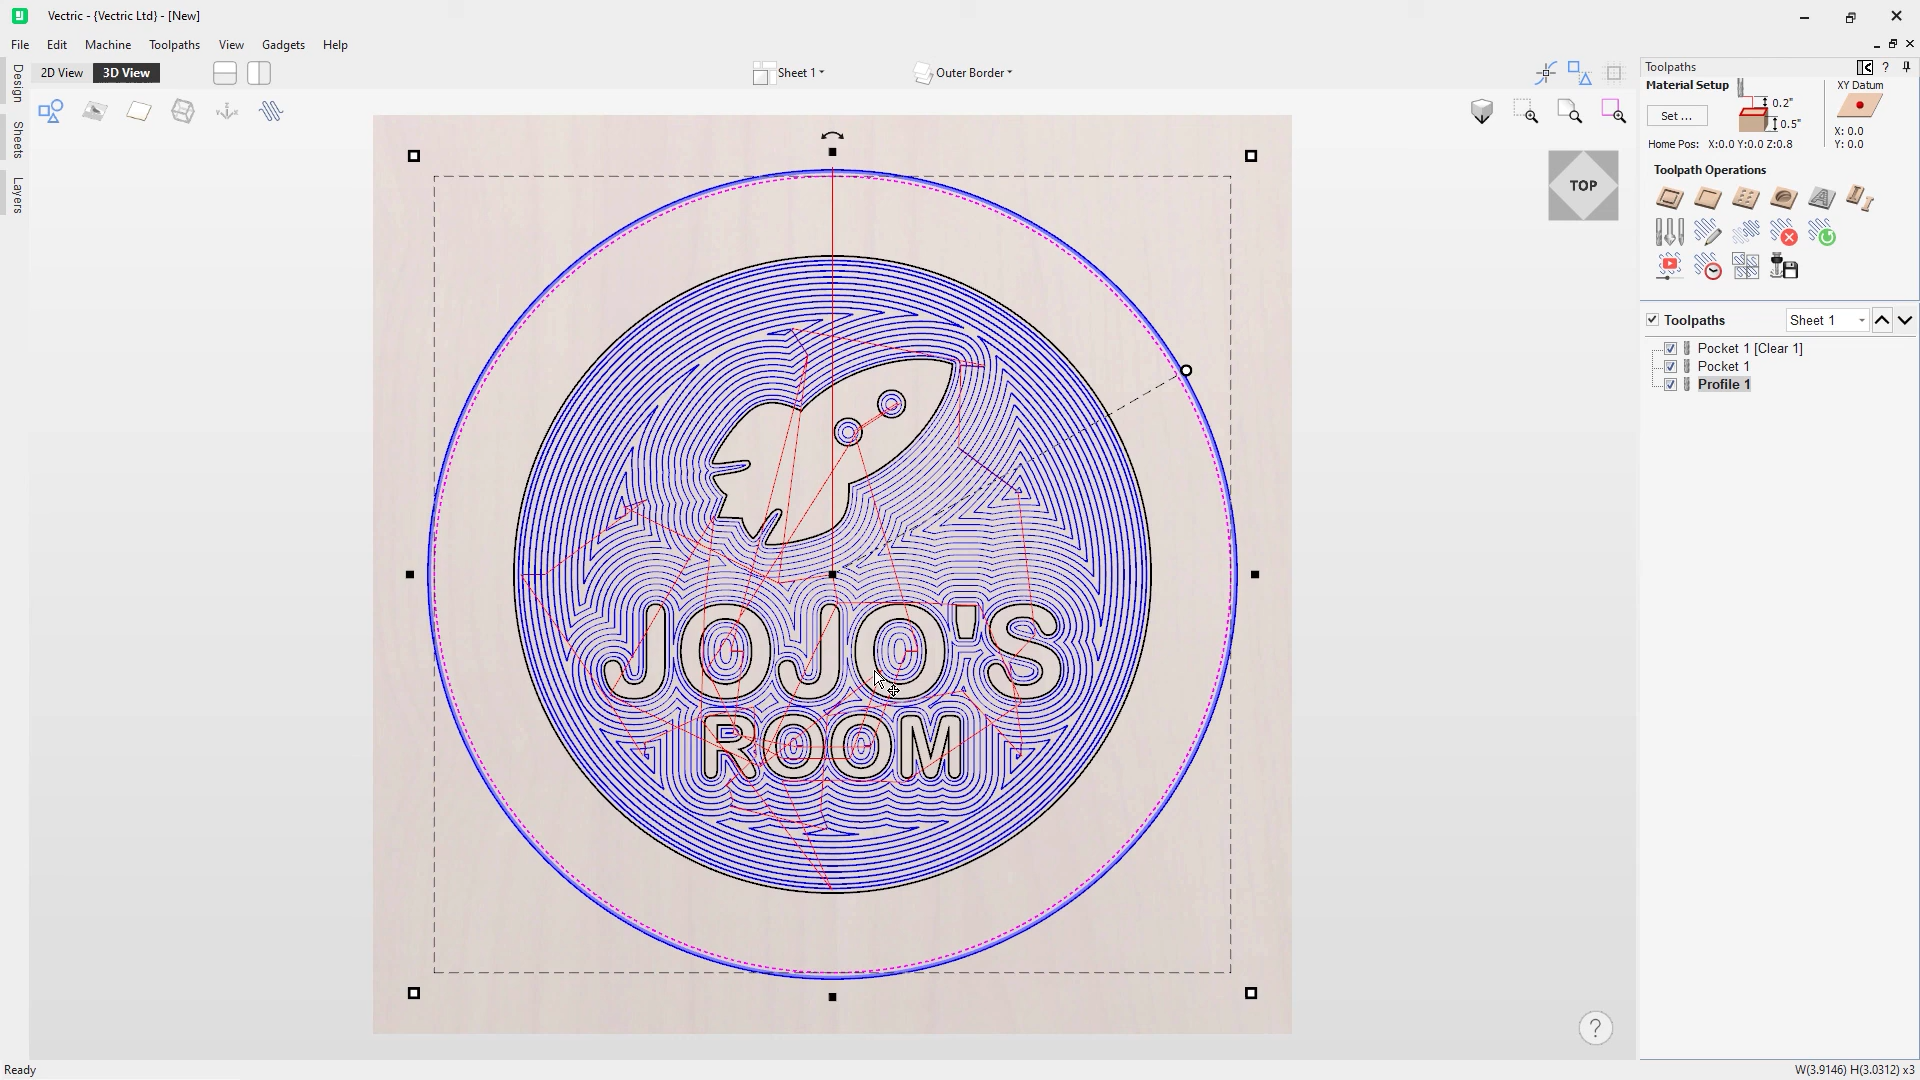 Vectric - {Vectric Ltd} - [New]
File Edit Machine Toolpaths View Gadgets Help
2D View 3D View Sheet 1 Outer Border Toolpaths ?
Design
Sheets
Layers
Material Setup XY Datum
Set ... 0.2" 0.5"
X: 0.0
Y: 0.0
Home Pos: X:0.0 Y:0.0 Z:0.8
TOP
Toolpath Operations
Toolpaths Sheet 1
Pocket 1 [Clear 1]
Pocket 1
Profile 1
JOJO'S
ROOM
?
Ready W(3.9146) H(3.0312) x3